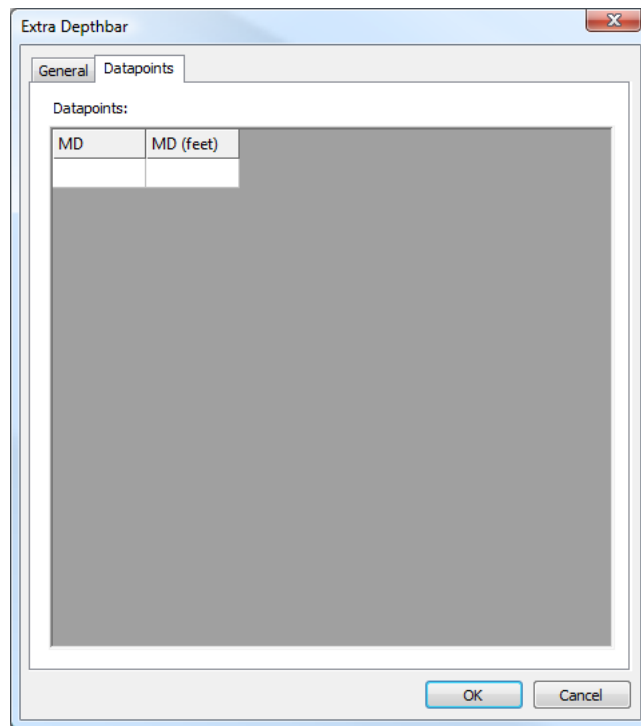 Extra Depthbar
General Datapoints
Datapoints:
MD MD (feet)
OK Cancel